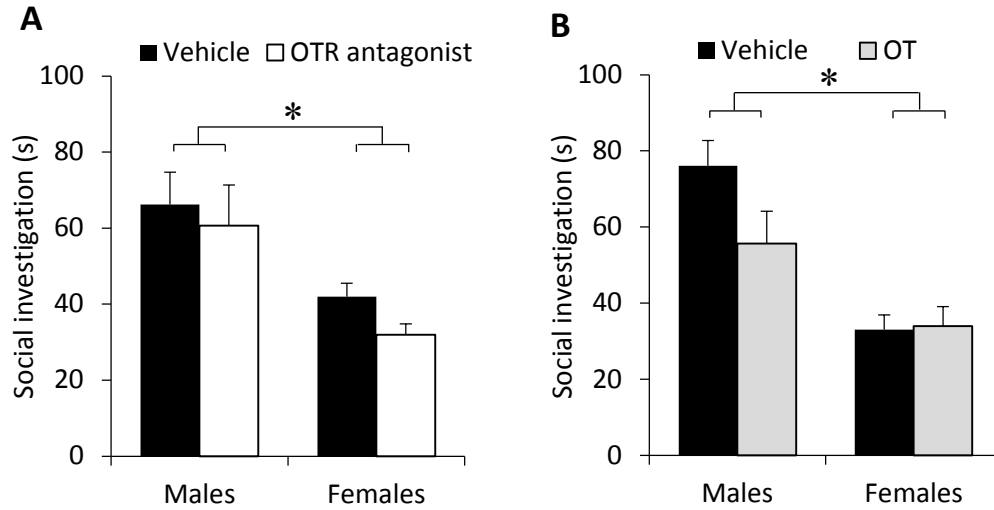 A
Vehicle OTR antagonist
Social investigation (s)
100
80
60
40
20
0
*
Males Females
B
Vehicle OT
Social investigation (s)
100
80
60
40
20
0
*
Males Females